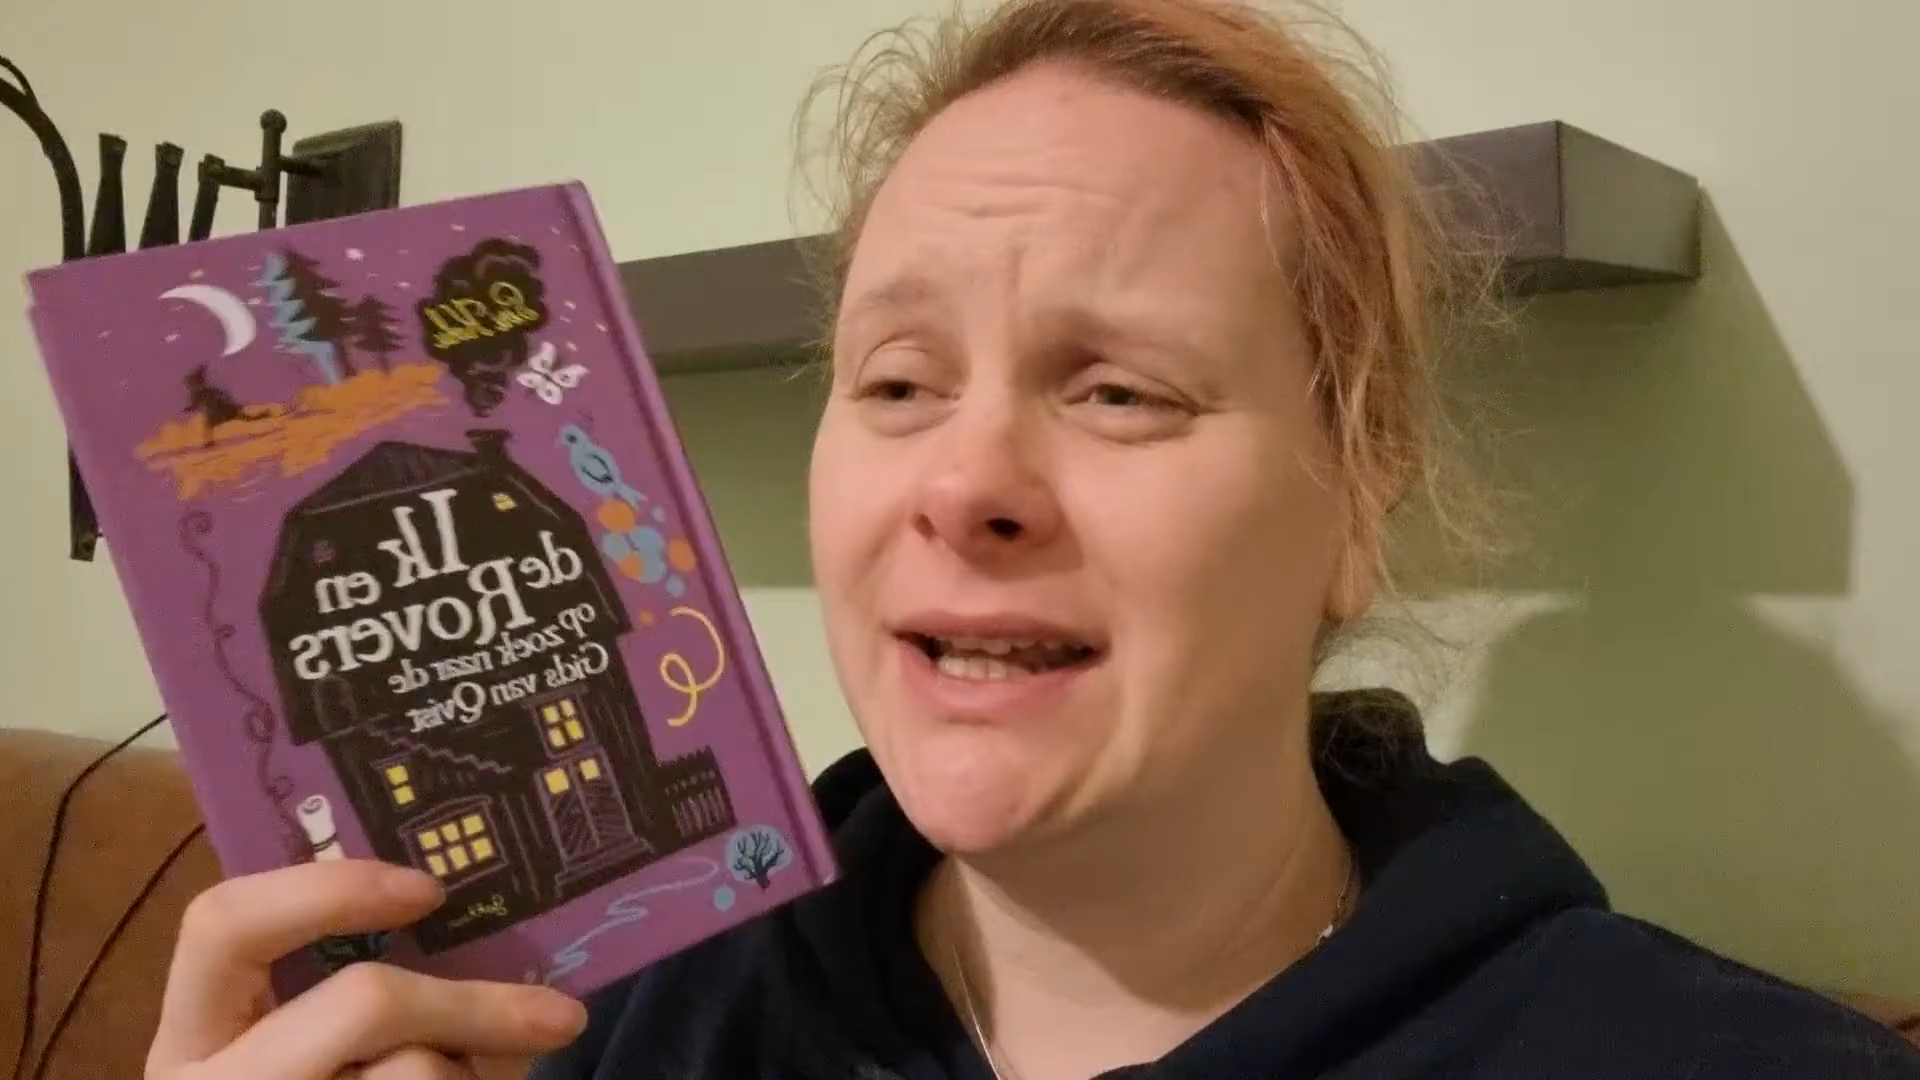 Ik en
de Rovers
op zoek naar de
Gids van Qvist